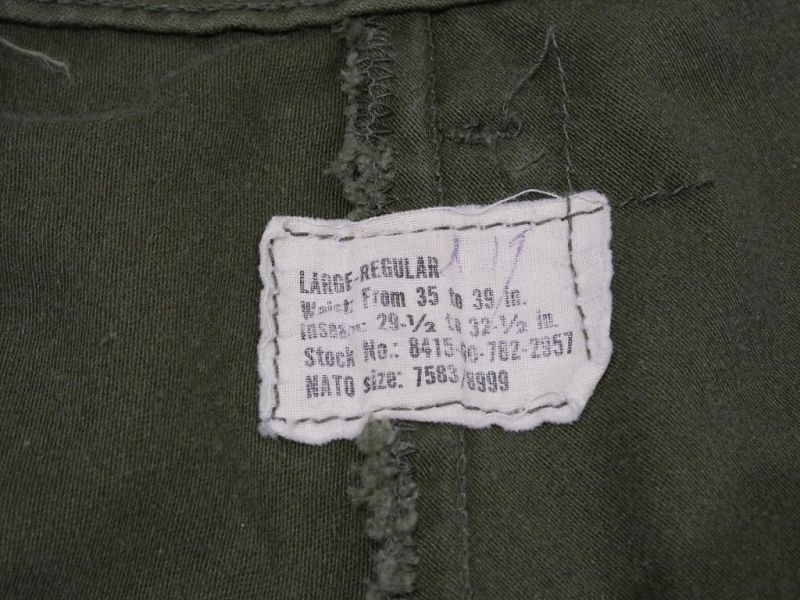 LARGE-REGULAR
Waist: From 35 to 39 in.
Inseam: 29-½ to 32-½ in.
Stock No.: 8415-00-782-2957
NATO size: 7583/8999